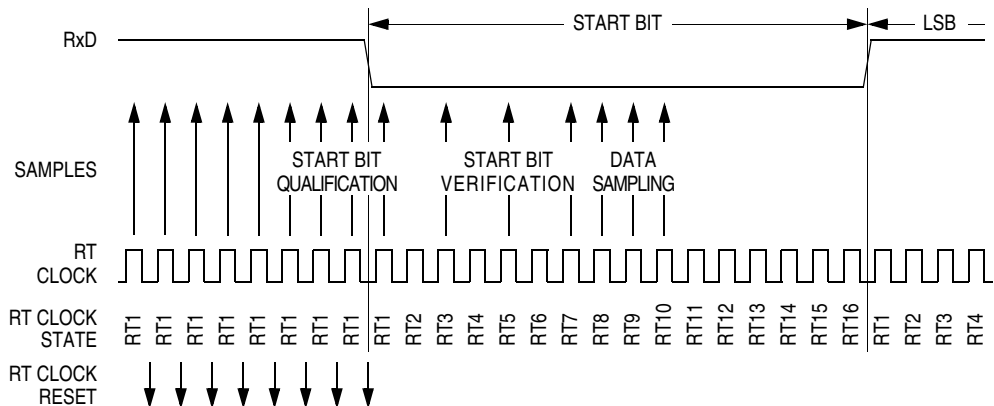 START BIT
LSB
RxD
SAMPLES
START BIT
QUALIFICATION
START BIT
VERIFICATION
DATA
SAMPLING
RT
CLOCK
RT CLOCK
STATE
RT1 RT1 RT1 RT1 RT1 RT1 RT1 RT1 RT1 RT2 RT3 RT4 RT5 RT6 RT7 RT8 RT9 RT10 RT11 RT12 RT13 RT14 RT15 RT16 RT1 RT2 RT3 RT4
RT CLOCK
RESET